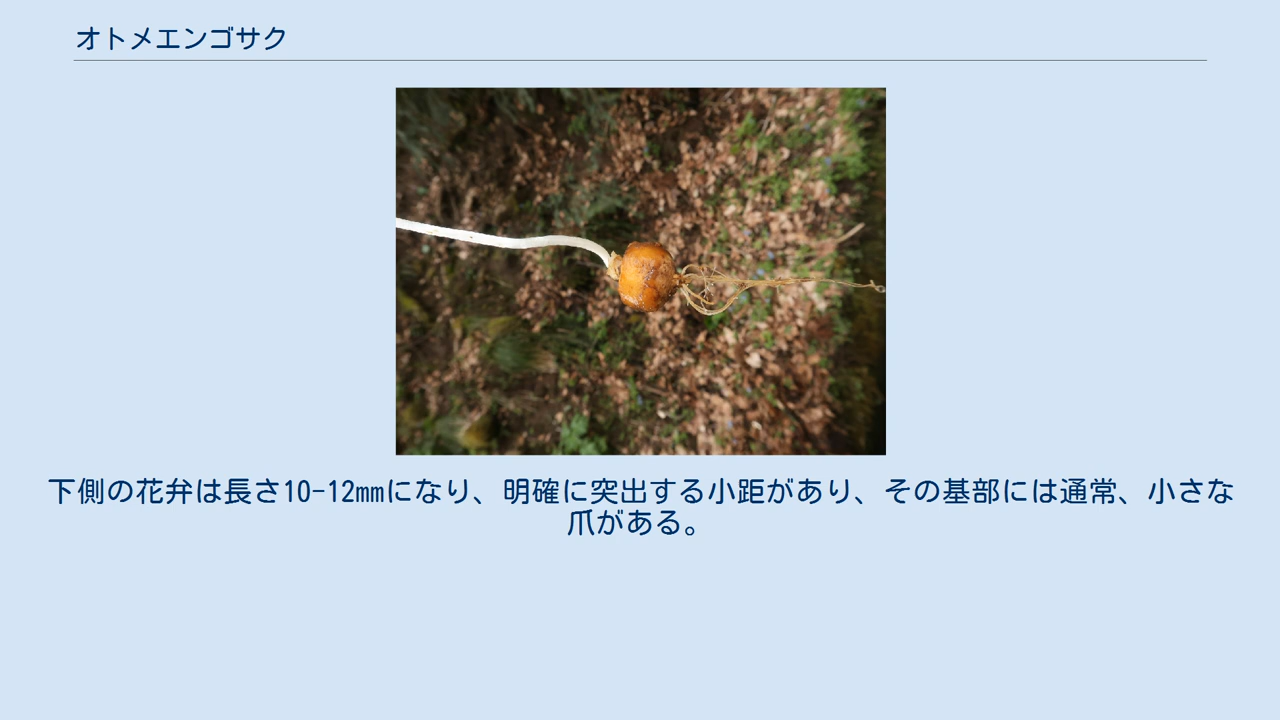 オトメエンゴサク
下側の花弁は長さ10-12mmになり、明確に突出する小距があり、その基部には通常、小さな
爪がある。